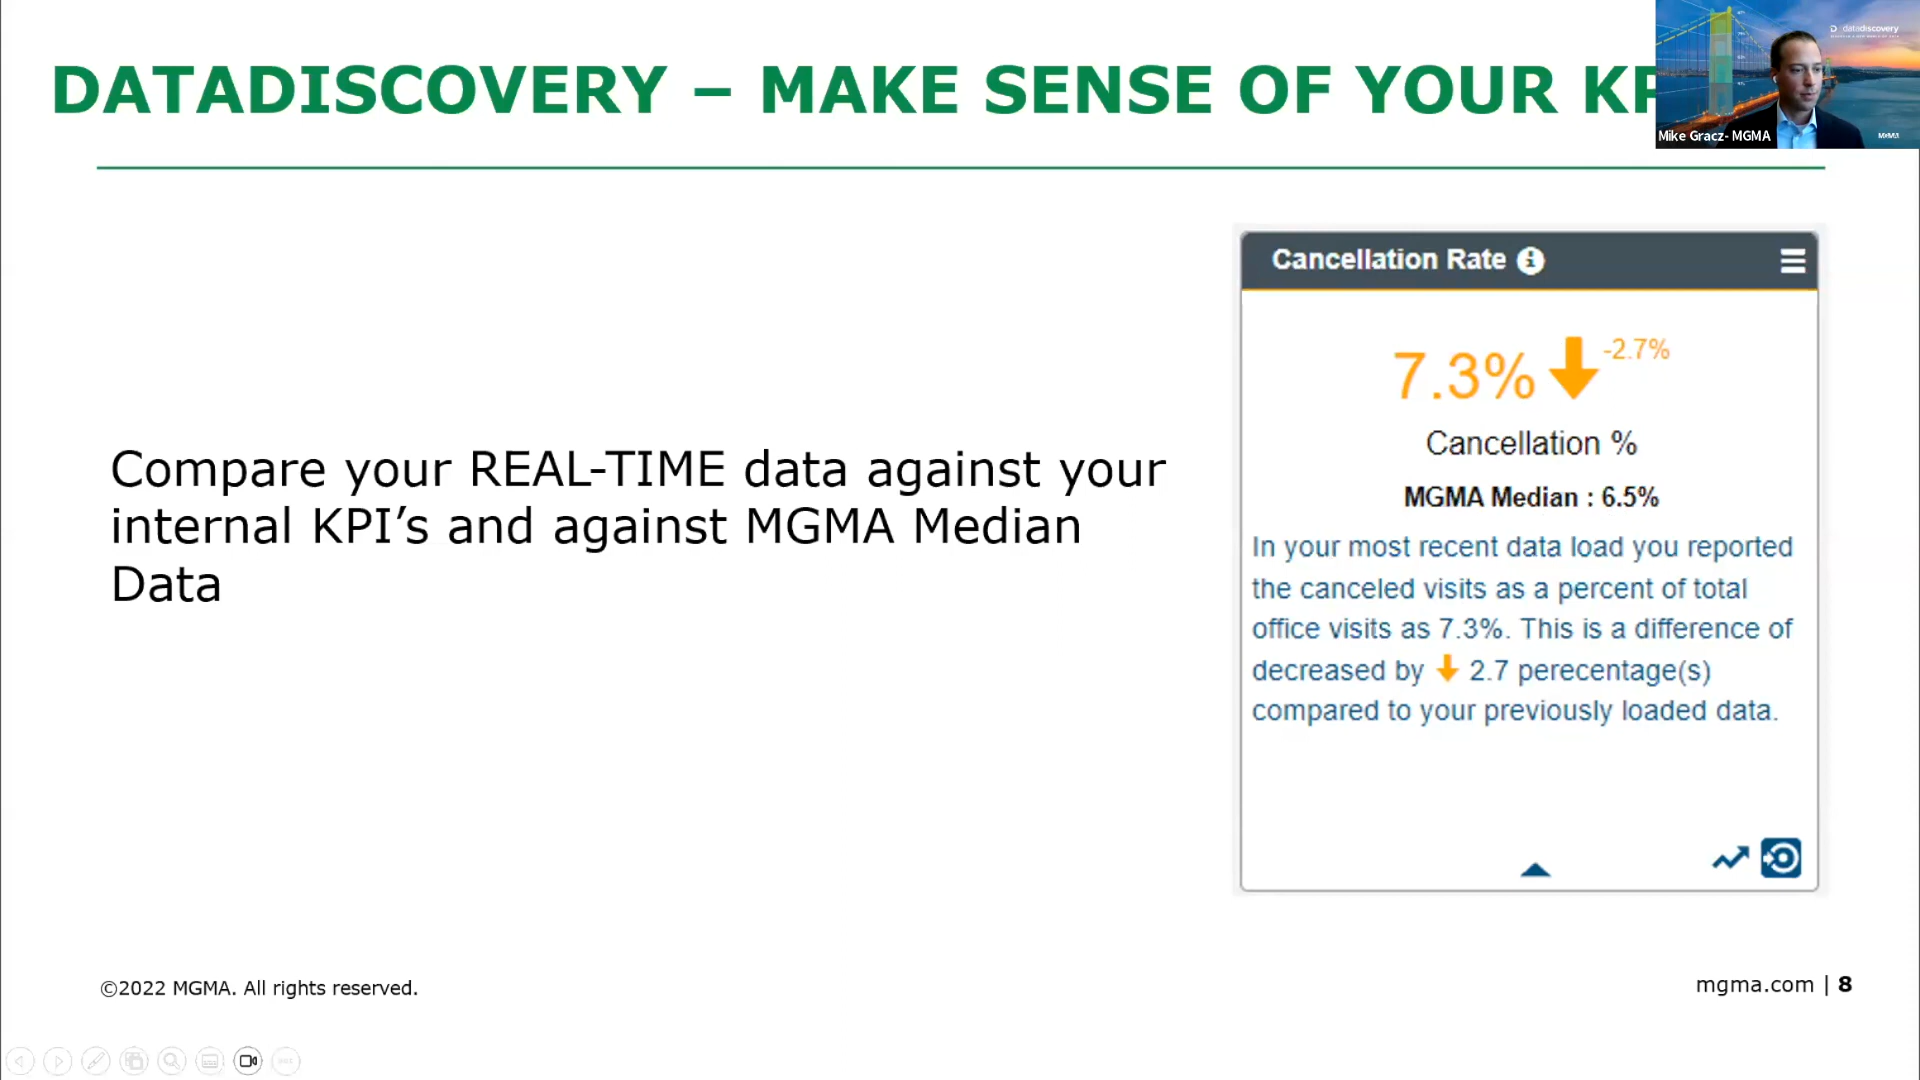 DATADISCOVERY – MAKE SENSE OF YOUR KP
datadiscovery
Mike Gracz- MGMA
MGMA
Cancellation Rate
7.3% -2.7%
Cancellation %
MGMA Median : 6.5%
In your most recent data load you reported
the canceled visits as a percent of total
office visits as 7.3%. This is a difference of
decreased by 2.7 perecentage(s)
compared to your previously loaded data.
Compare your REAL-TIME data against your
internal KPI’s and against MGMA Median
Data
©2022 MGMA. All rights reserved.
mgma.com | 8